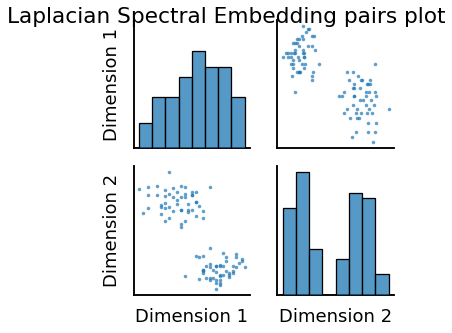 Laplacian Spectral Embedding pairs plot
Dimension 1
Dimension 2
Dimension 1
Dimension 2